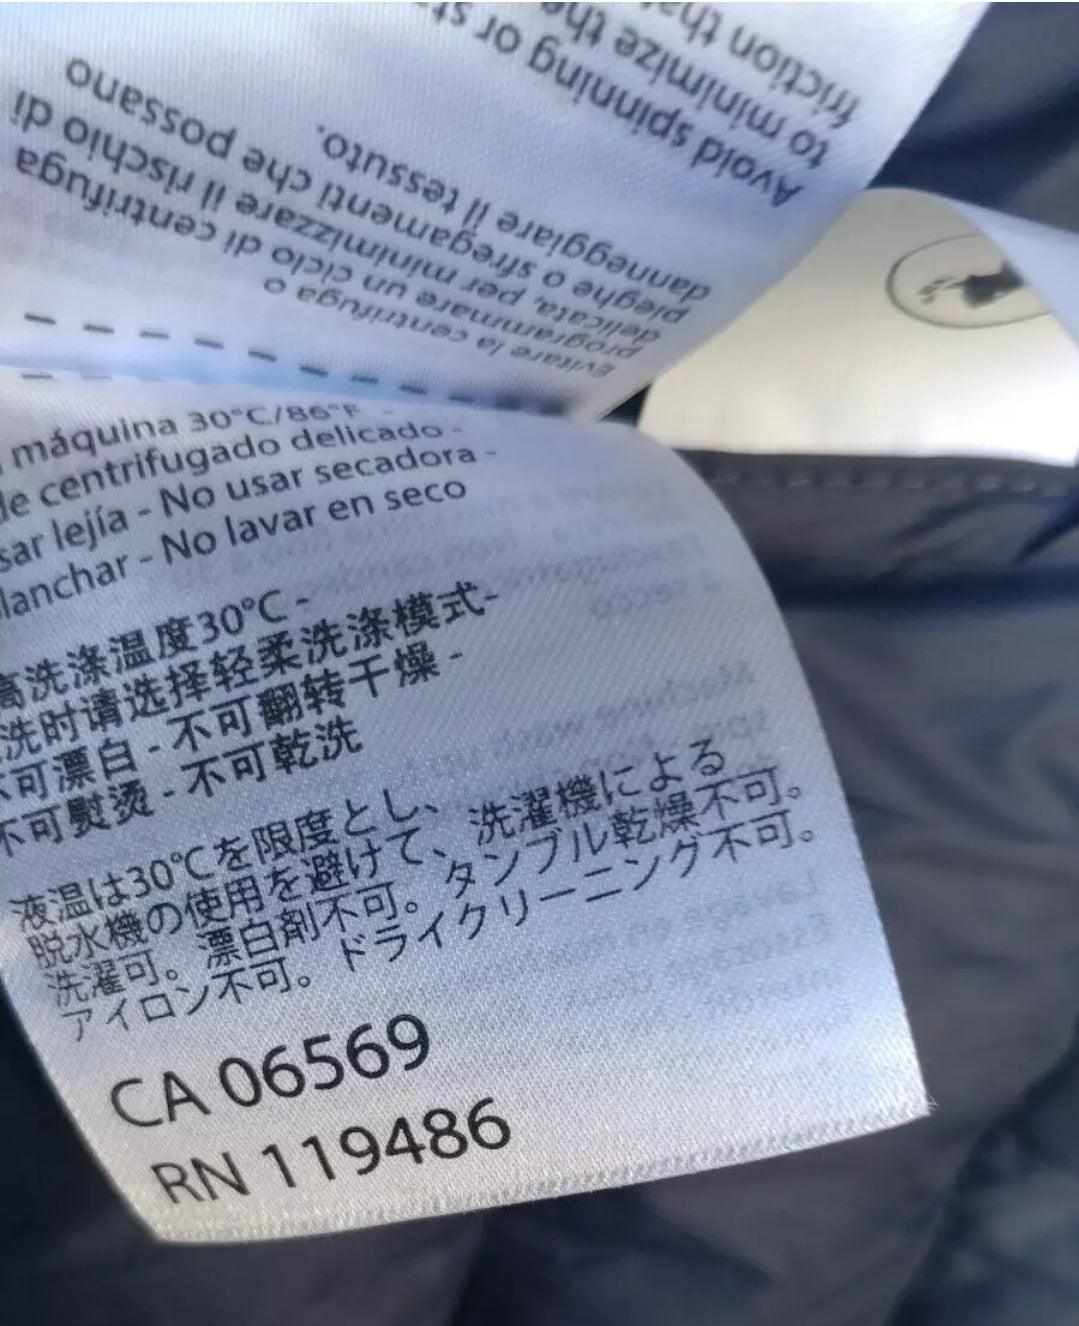 Avoid spinning or
to minimize the
friction
Evitare la centrifuga o
programmare un ciclo di centrifuga
delicata, per minimizzare il rischio di
pieghe o sfregamenti che possano
danneggiare il tessuto.
máquina 30°C/86°F -
de centrifugado delicado -
lejía - No usar secadora -
- No lavar en seco
高洗涤温度30°C -
洗时请选择轻柔洗涤模式-
不可漂白 - 不可翻转干燥 -
不可熨烫 - 不可乾洗
液温は30℃を限度とし、
脱水機の使用を避けて、洗濯機による
洗濯可。漂白剤不可。タンブル乾燥不可。
アイロン不可。ドライクリーニング不可。
CA 06569
RN 119486